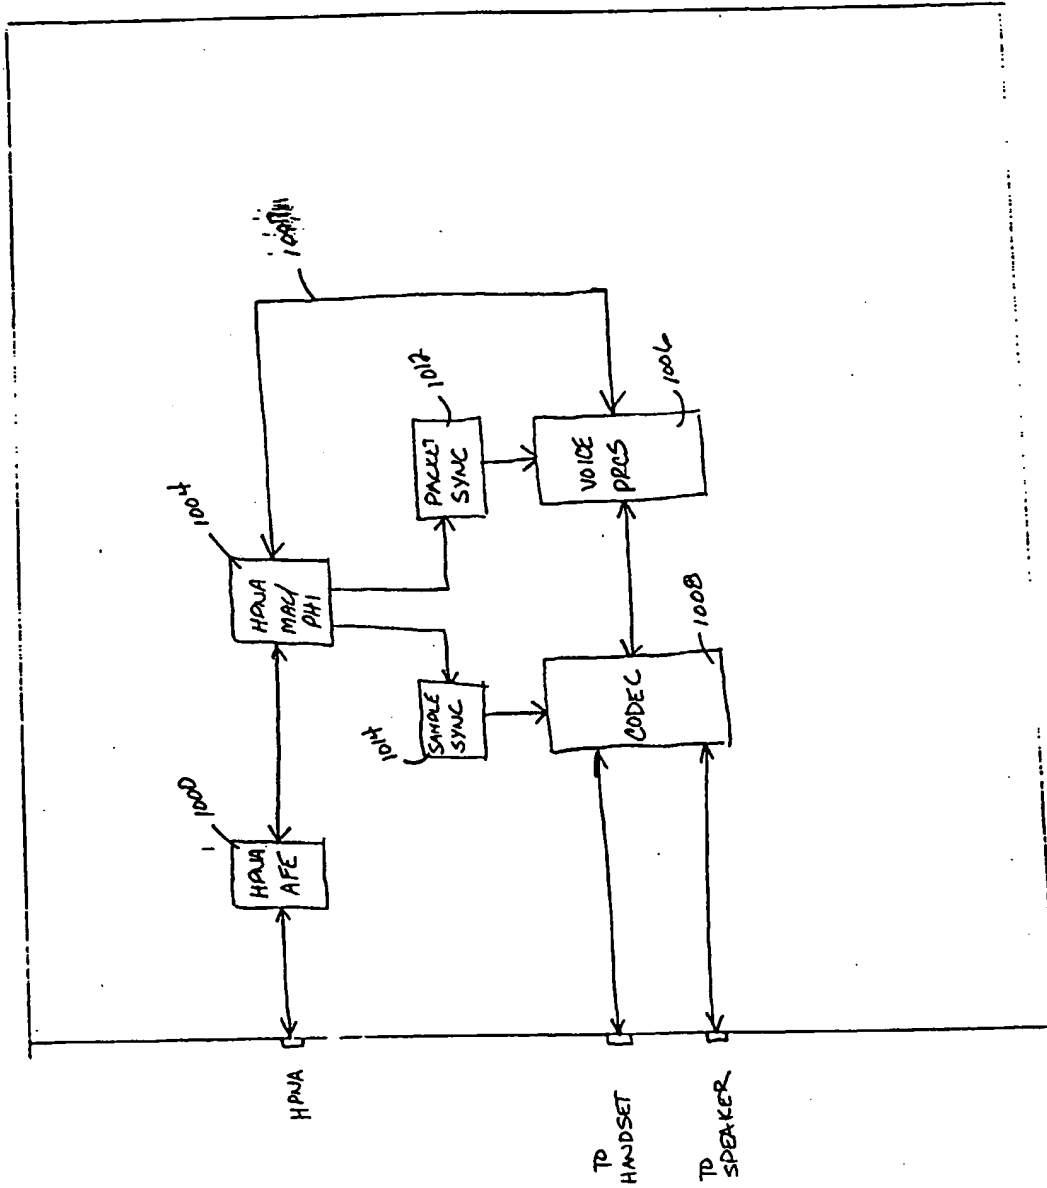 1000
HPNA
AFE
1004
HPNA
MAC/
PHI
1014
SAMPLE
SYNC
1012
PACKET
SYNC
CODEC
1008
VOICE
PRCS
1006
HPNA
TO
HANDSET
TO
SPEAKER